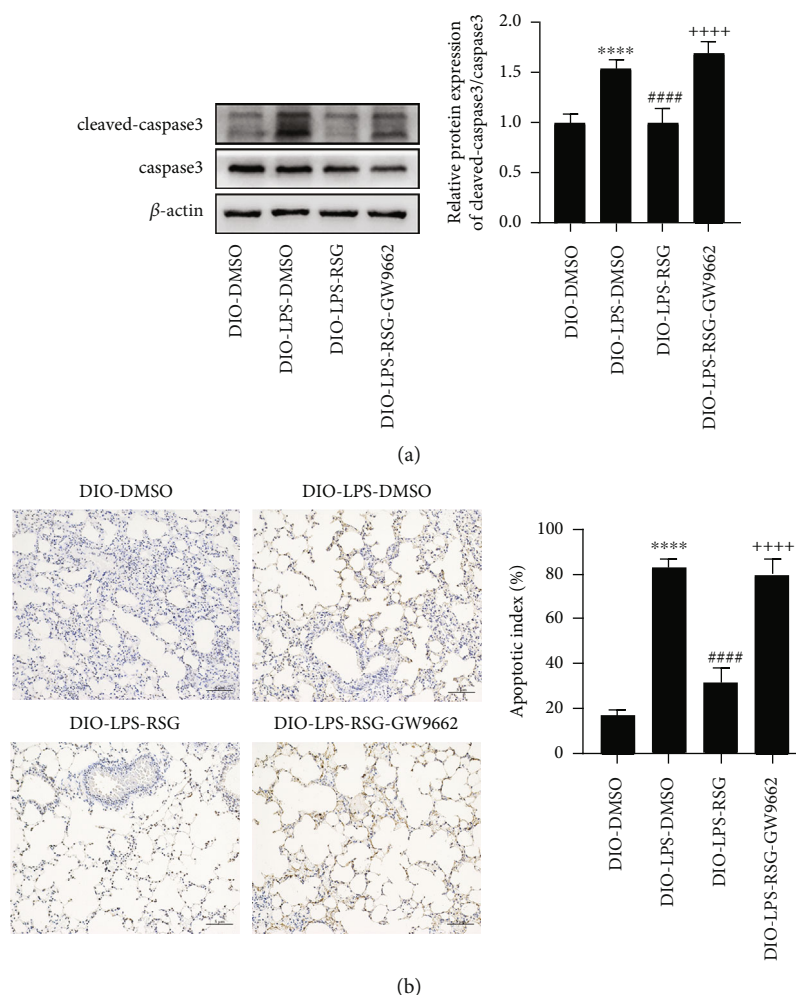 cleaved-caspase3
caspase3
β-actin
DIO-DMSO
DIO-LPS-DMSO
DIO-LPS-RSG
DIO-LPS-RSG-GW9662
Relative protein expression
of cleaved-caspase3/caspase3
2.0
1.5
1.0
0.5
0.0
****
####
++++
DIO-DMSO
DIO-LPS-DMSO
DIO-LPS-RSG
DIO-LPS-RSG-GW9662
(a)
DIO-DMSO
DIO-LPS-DMSO
DIO-LPS-RSG
DIO-LPS-RSG-GW9662
Apoptotic index (%)
100
80
60
40
20
0
****
####
++++
DIO-DMSO
DIO-LPS-DMSO
DIO-LPS-RSG
DIO-LPS-RSG-GW9662
(b)